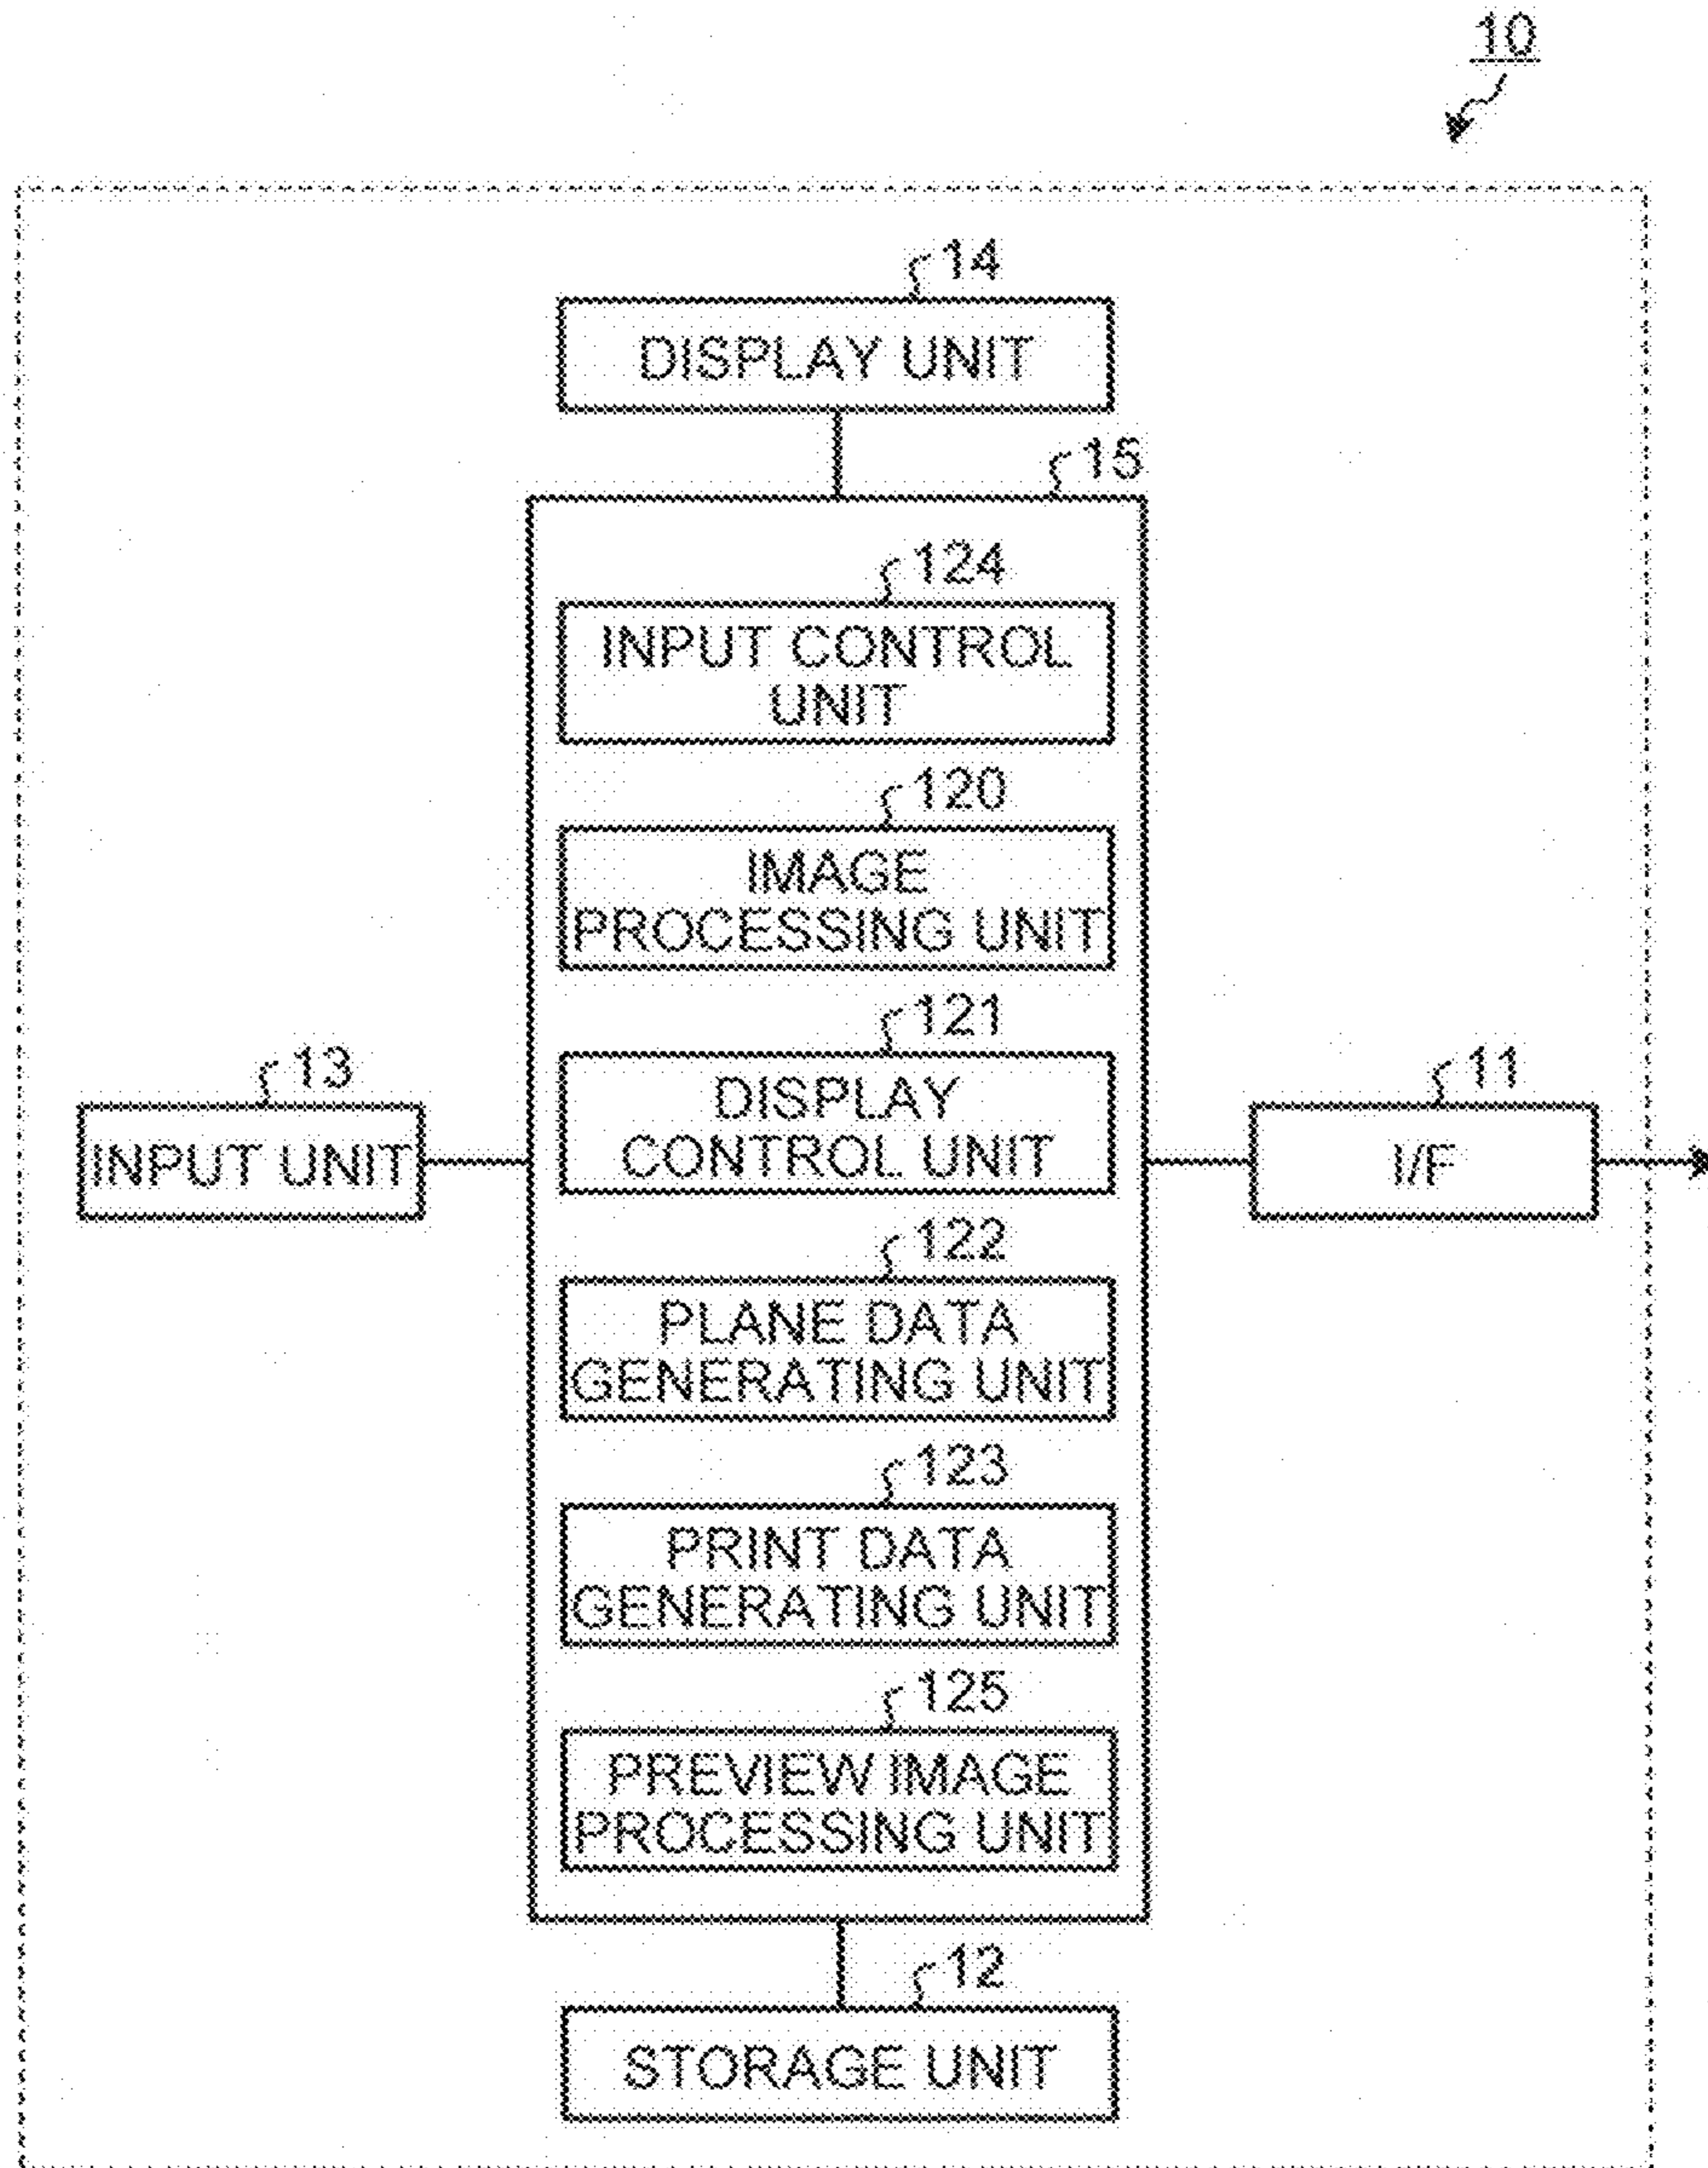 10
14
DISPLAY UNIT
15
124
INPUT CONTROL
UNIT
120
IMAGE
PROCESSING UNIT
121
DISPLAY
CONTROL UNIT
13
INPUT UNIT
11
I/F
122
PLANE DATA
GENERATING UNIT
123
PRINT DATA
GENERATING UNIT
125
PREVIEW IMAGE
PROCESSING UNIT
12
STORAGE UNIT